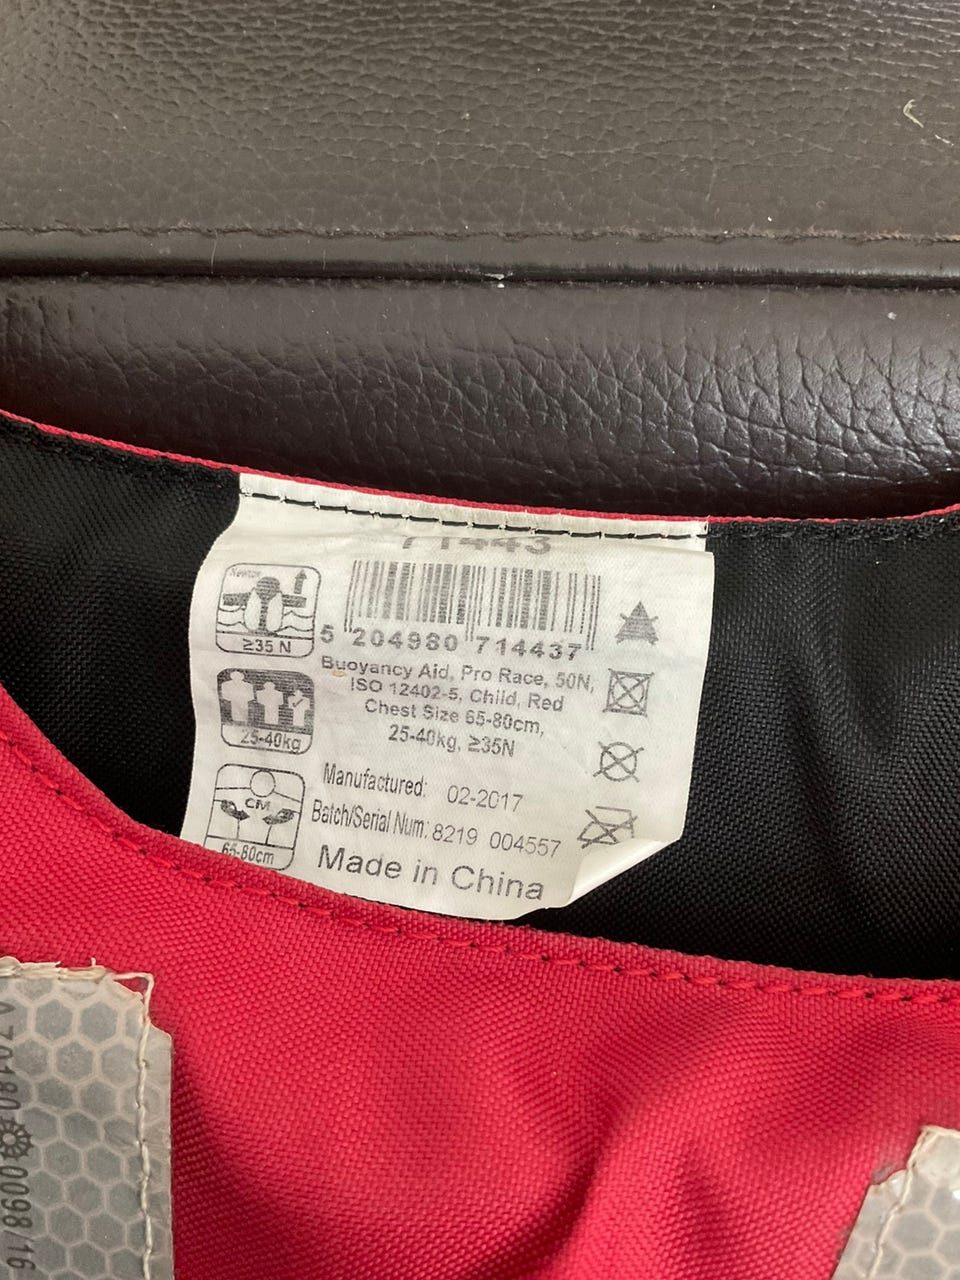 71443
Newton
≥35 N
5 204980 714437
Buoyancy Aid, Pro Race, 50N,
ISO 12402-5, Child, Red
Chest Size 65-80cm,
25-40kg, ≥35N
25-40kg
Manufactured: 02-2017
Batch/Serial Num: 8219 004557
Made in China
CM
65-80cm
0098/16